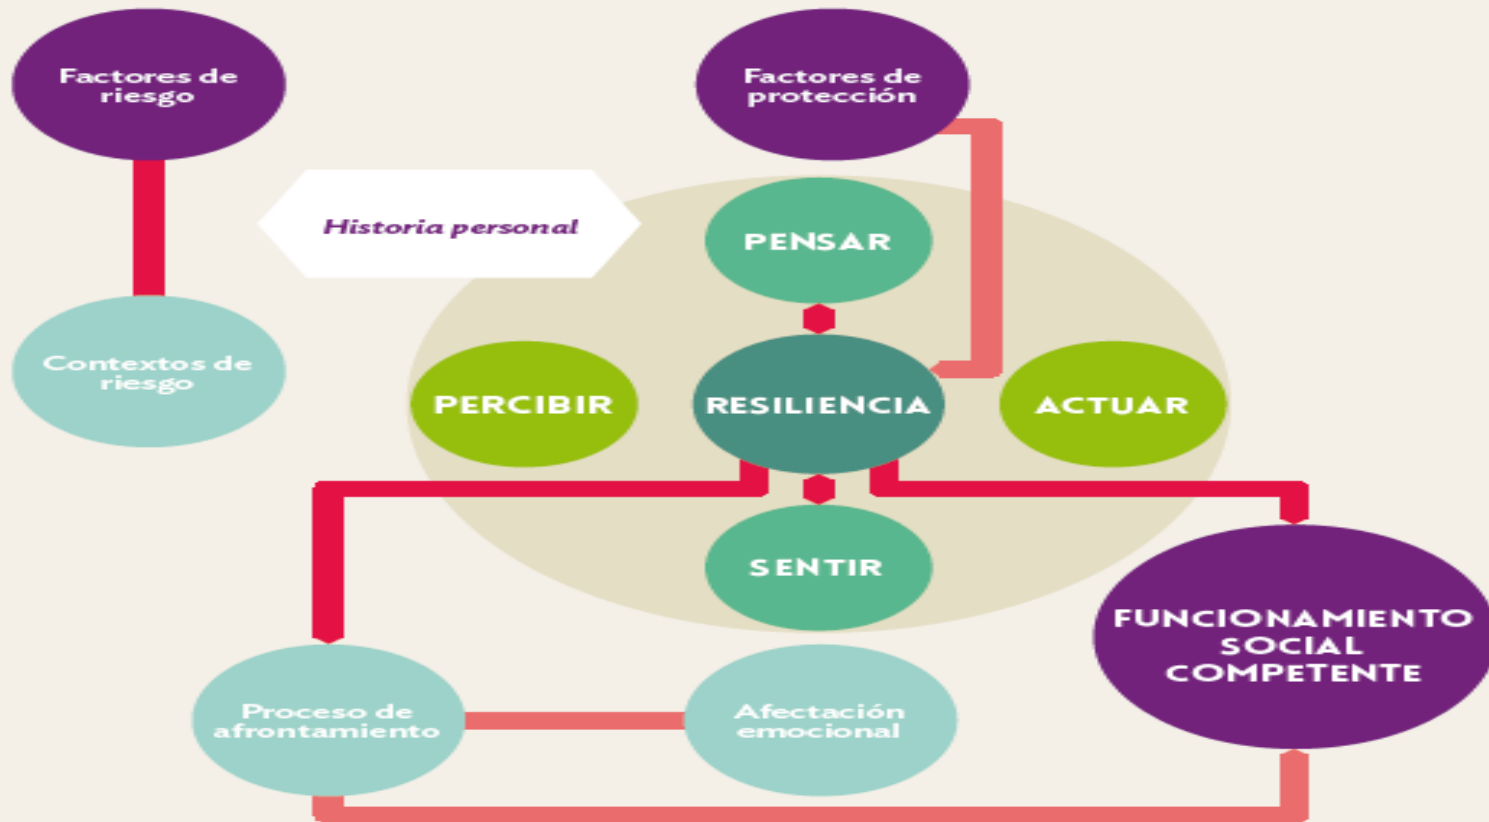 Factores de
riesgo
Factores de
protección
Historia personal
PENSAR
Contextos de
riesgo
PERCIBIR
RESILIENCIA
ACTUAR
SENTIR
FUNCIONAMIENTO
SOCIAL
COMPETENTE
Proceso de
afrontamiento
Afectación
emocional